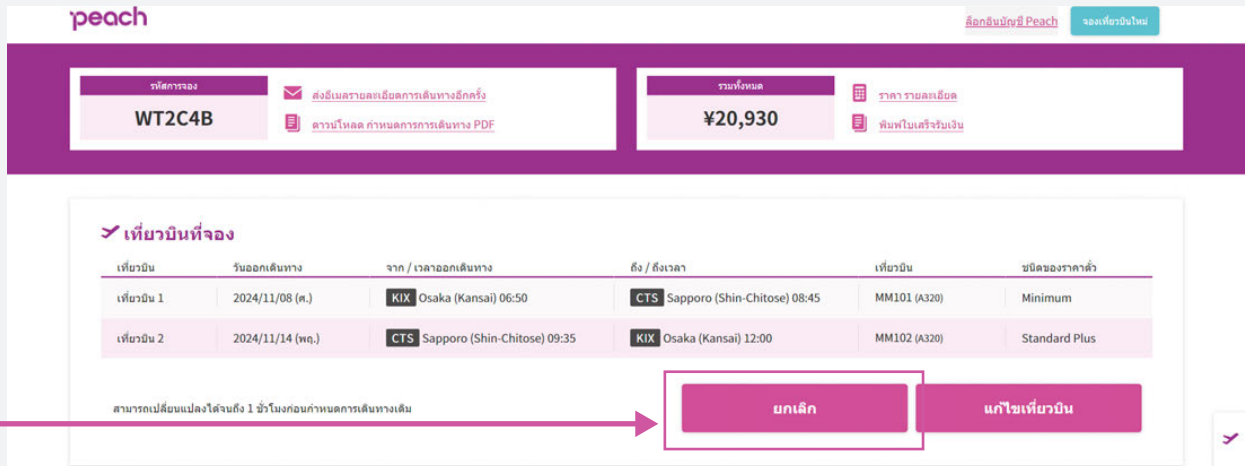 peach
ล็อกอินบัญชี Peach
จองเที่ยวบินใหม่
รหัสการจอง
WT2C4B
ส่งอีเมลรายละเอียดการเดินทางอีกครั้ง
ดาวน์โหลด กำหนดการการเดินทาง PDF
รวมทั้งหมด
¥20,930
ราคา รายละเอียด
พิมพ์ใบเสร็จรับเงิน
เที่ยวบินที่จอง
เที่ยวบิน วันออกเดินทาง จาก / เวลาออกเดินทาง ถึง / ถึงเวลา เที่ยวบิน ชนิดของราคาตั๋ว
เที่ยวบิน 1 2024/11/08 (ศ.) KIX Osaka (Kansai) 06:50 CTS Sapporo (Shin-Chitose) 08:45 MM101 (A320) Minimum
เที่ยวบิน 2 2024/11/14 (พฤ.) CTS Sapporo (Shin-Chitose) 09:35 KIX Osaka (Kansai) 12:00 MM102 (A320) Standard Plus
สามารถเปลี่ยนแปลงได้จนถึง 1 ชั่วโมงก่อนกำหนดการเดินทางเดิม
ยกเลิก
แก้ไขเที่ยวบิน